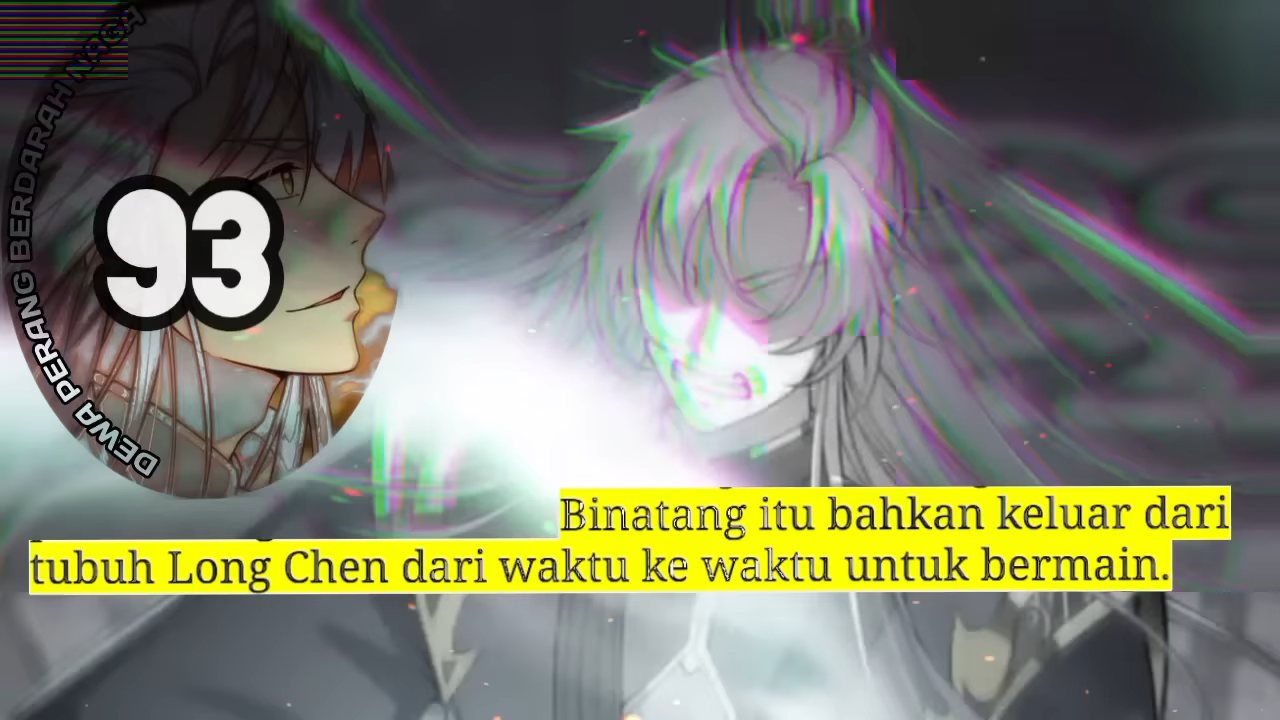 DEWA PERANG BERDARAH NAGA
93
Binatang itu bahkan keluar dari
tubuh Long Chen dari waktu ke waktu untuk bermain.